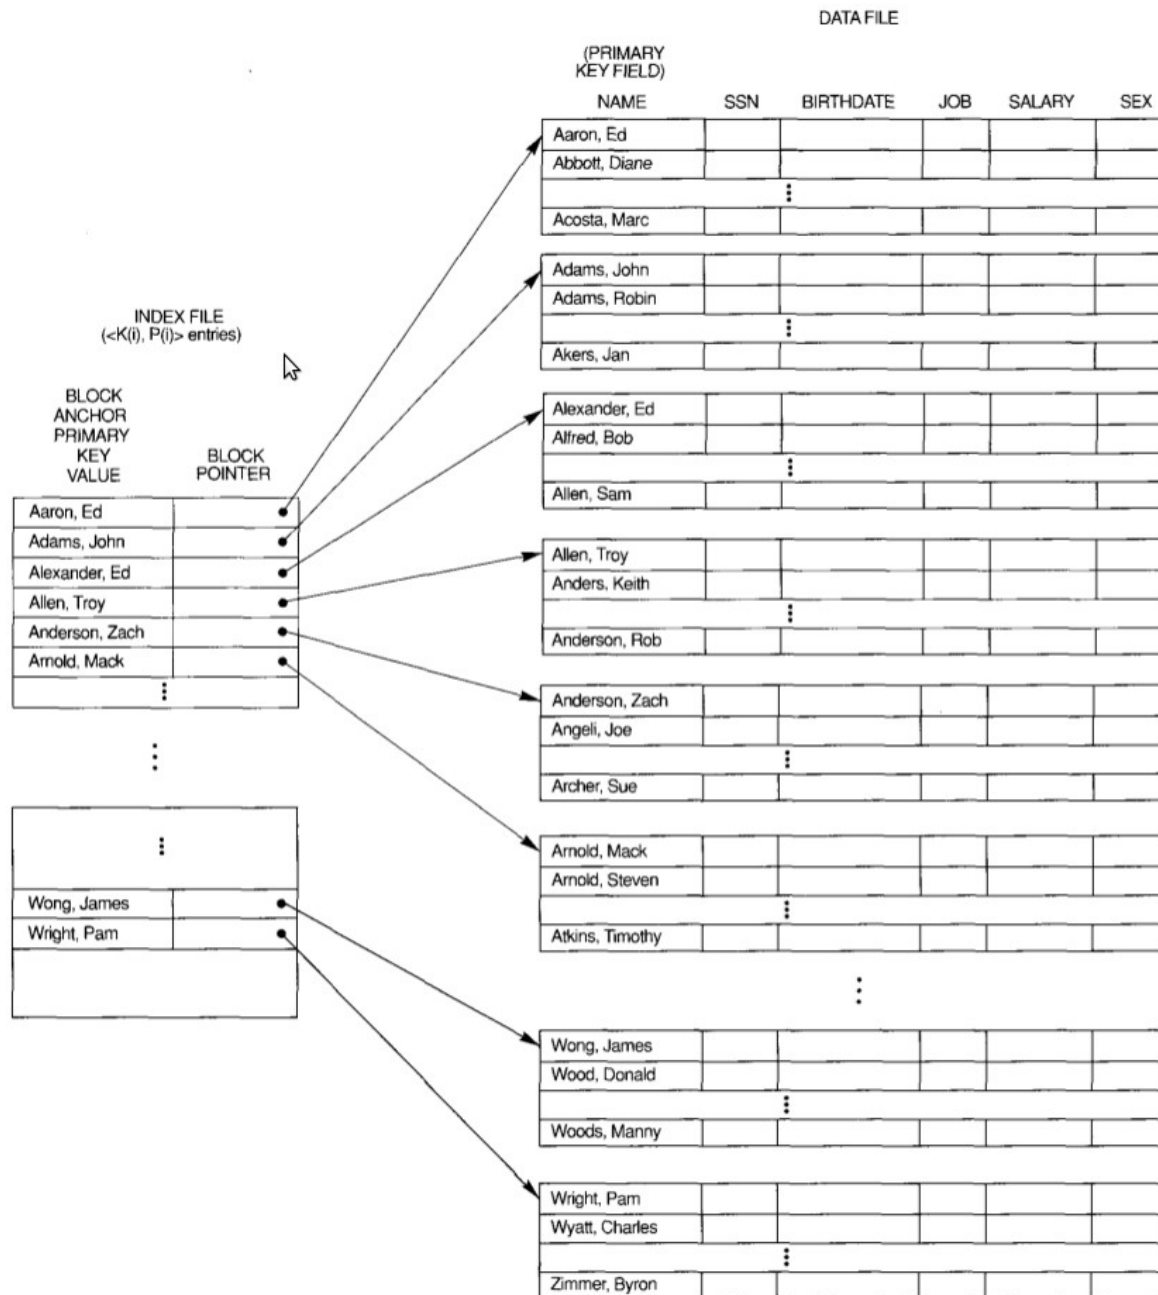 DATA FILE
(PRIMARY
KEY FIELD)
NAME SSN BIRTHDATE JOB SALARY SEX
Aaron, Ed
Abbott, Diane
Acosta, Marc
Adams, John
Adams, Robin
Akers, Jan
Alexander, Ed
Alfred, Bob
Allen, Sam
Allen, Troy
Anders, Keith
Anderson, Rob
Anderson, Zach
Angeli, Joe
Archer, Sue
Arnold, Mack
Arnold, Steven
Atkins, Timothy
Wong, James
Wood, Donald
Woods, Manny
Wright, Pam
Wyatt, Charles
Zimmer, Byron
INDEX FILE
(<K(i), P(i)> entries)
BLOCK
ANCHOR
PRIMARY
KEY
VALUE
BLOCK
POINTER
Aaron, Ed
Adams, John
Alexander, Ed
Allen, Troy
Anderson, Zach
Arnold, Mack
Wong, James
Wright, Pam